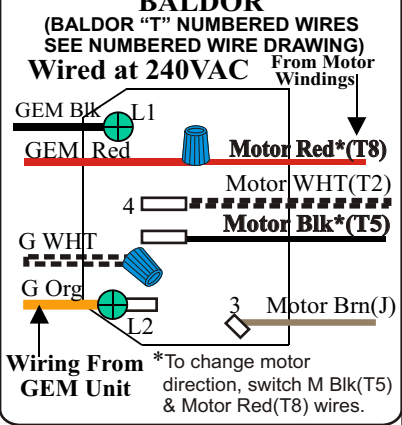 BALDOR
(BALDOR “T” NUMBERED WIRES
SEE NUMBERED WIRE DRAWING)
Wired at 240VAC
From Motor
Windings
GEM Blk
L1
GEM Red
Motor Red*(T8)
Motor WHT(T2)
4
Motor Blk*(T5)
G WHT
G Org
L2
3
Motor Brn(J)
Wiring From
GEM Unit
*To change motor
direction, switch M Blk(T5)
& Motor Red(T8) wires.